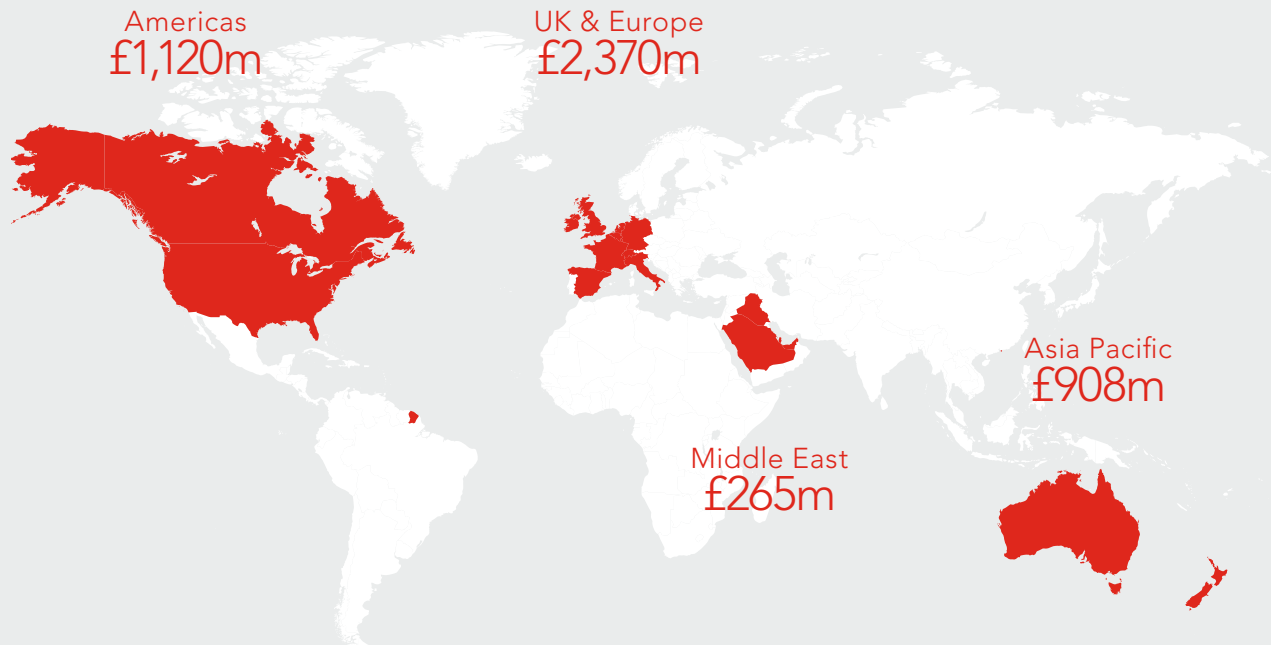 Americas
£1,120m
UK & Europe
£2,370m
Asia Pacific
£908m
Middle East
£265m